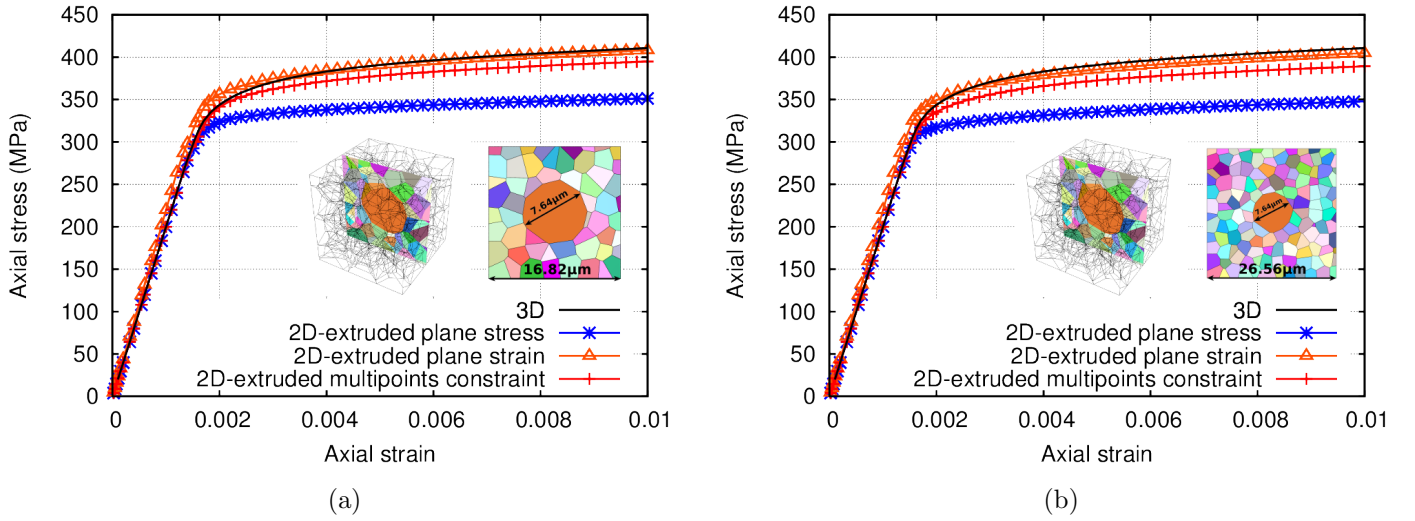 450
400
350
300
250
200
150
100
50
0
Axial stress (MPa)
7.64µm
16.82µm
3D
2D-extruded plane stress
2D-extruded plane strain
2D-extruded multipoints constraint
0 0.002 0.004 0.006 0.008 0.01
Axial strain
(a)
450
400
350
300
250
200
150
100
50
0
Axial stress (MPa)
7.64µm
26.56µm
3D
2D-extruded plane stress
2D-extruded plane strain
2D-extruded multipoints constraint
0 0.002 0.004 0.006 0.008 0.01
Axial strain
(b)